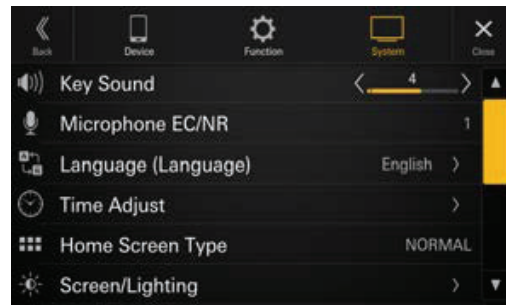 Back Device Function System Close
Key Sound 4
Microphone EC/NR 1
Language (Language) English
Time Adjust
Home Screen Type NORMAL
Screen/Lighting